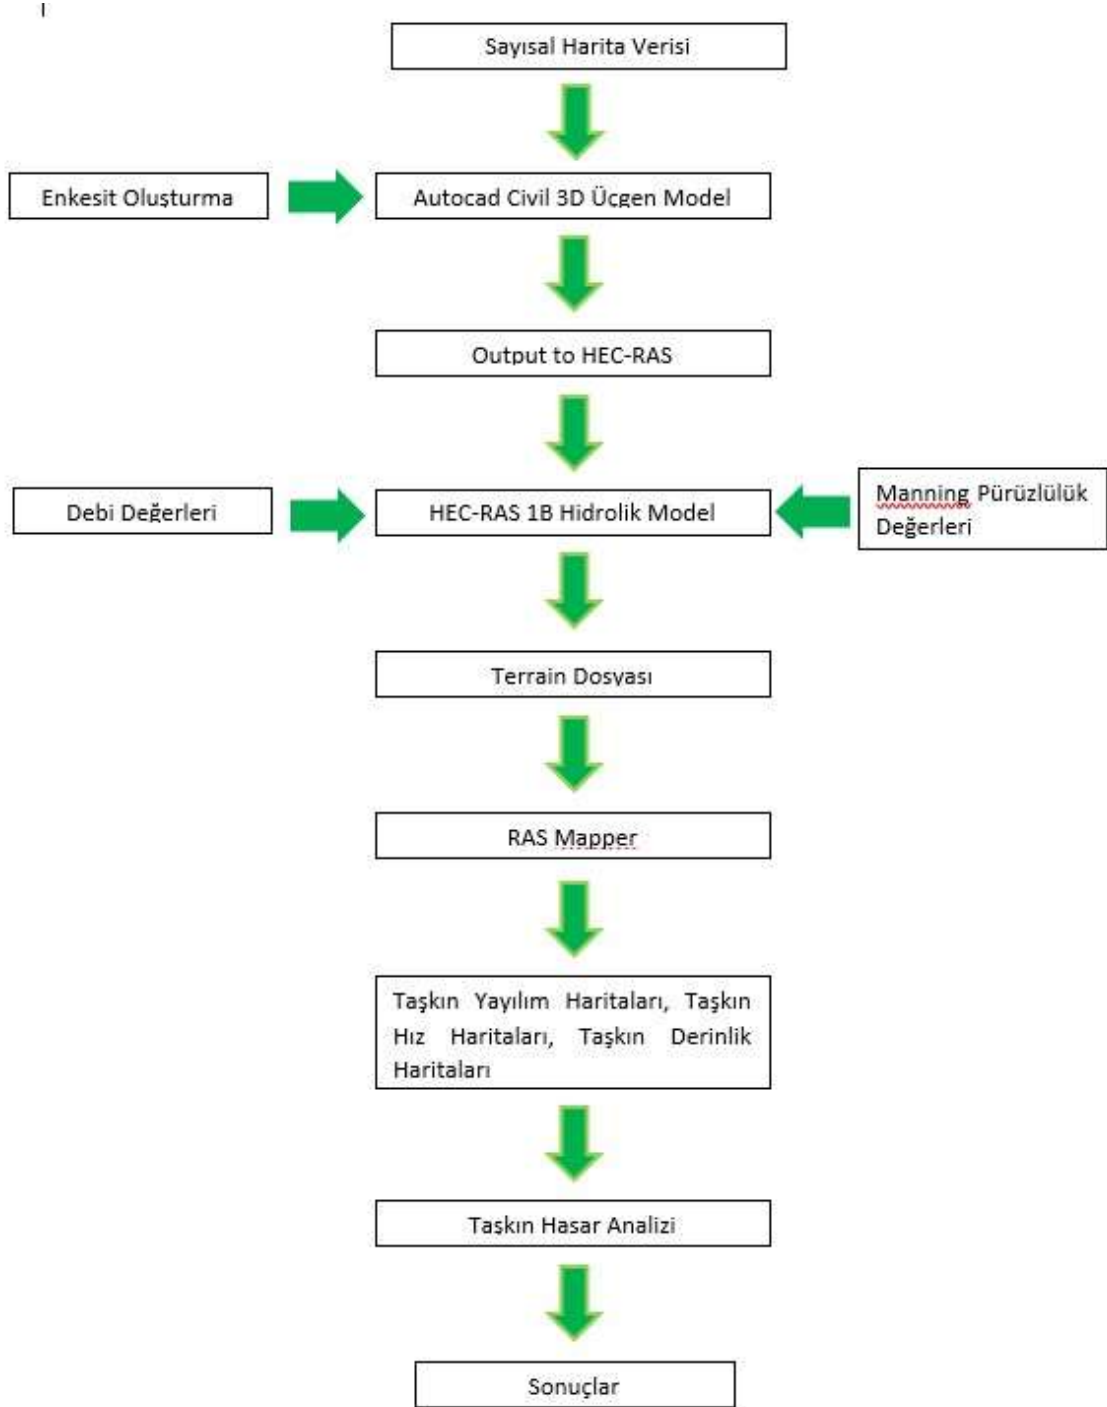 Sayısal Harita Verisi
Enkesit Oluşturma
Autocad Civil 3D Üçgen Model
Output to HEC-RAS
Debi Değerleri
HEC-RAS 1B Hidrolik Model
Manning Pürüzlülük
Değerleri
Terrain Dosyası
RAS Mapper
Taşkın Yayılım Haritaları, Taşkın
Hız Haritaları, Taşkın Derinlik
Haritaları
Taşkın Hasar Analizi
Sonuçlar